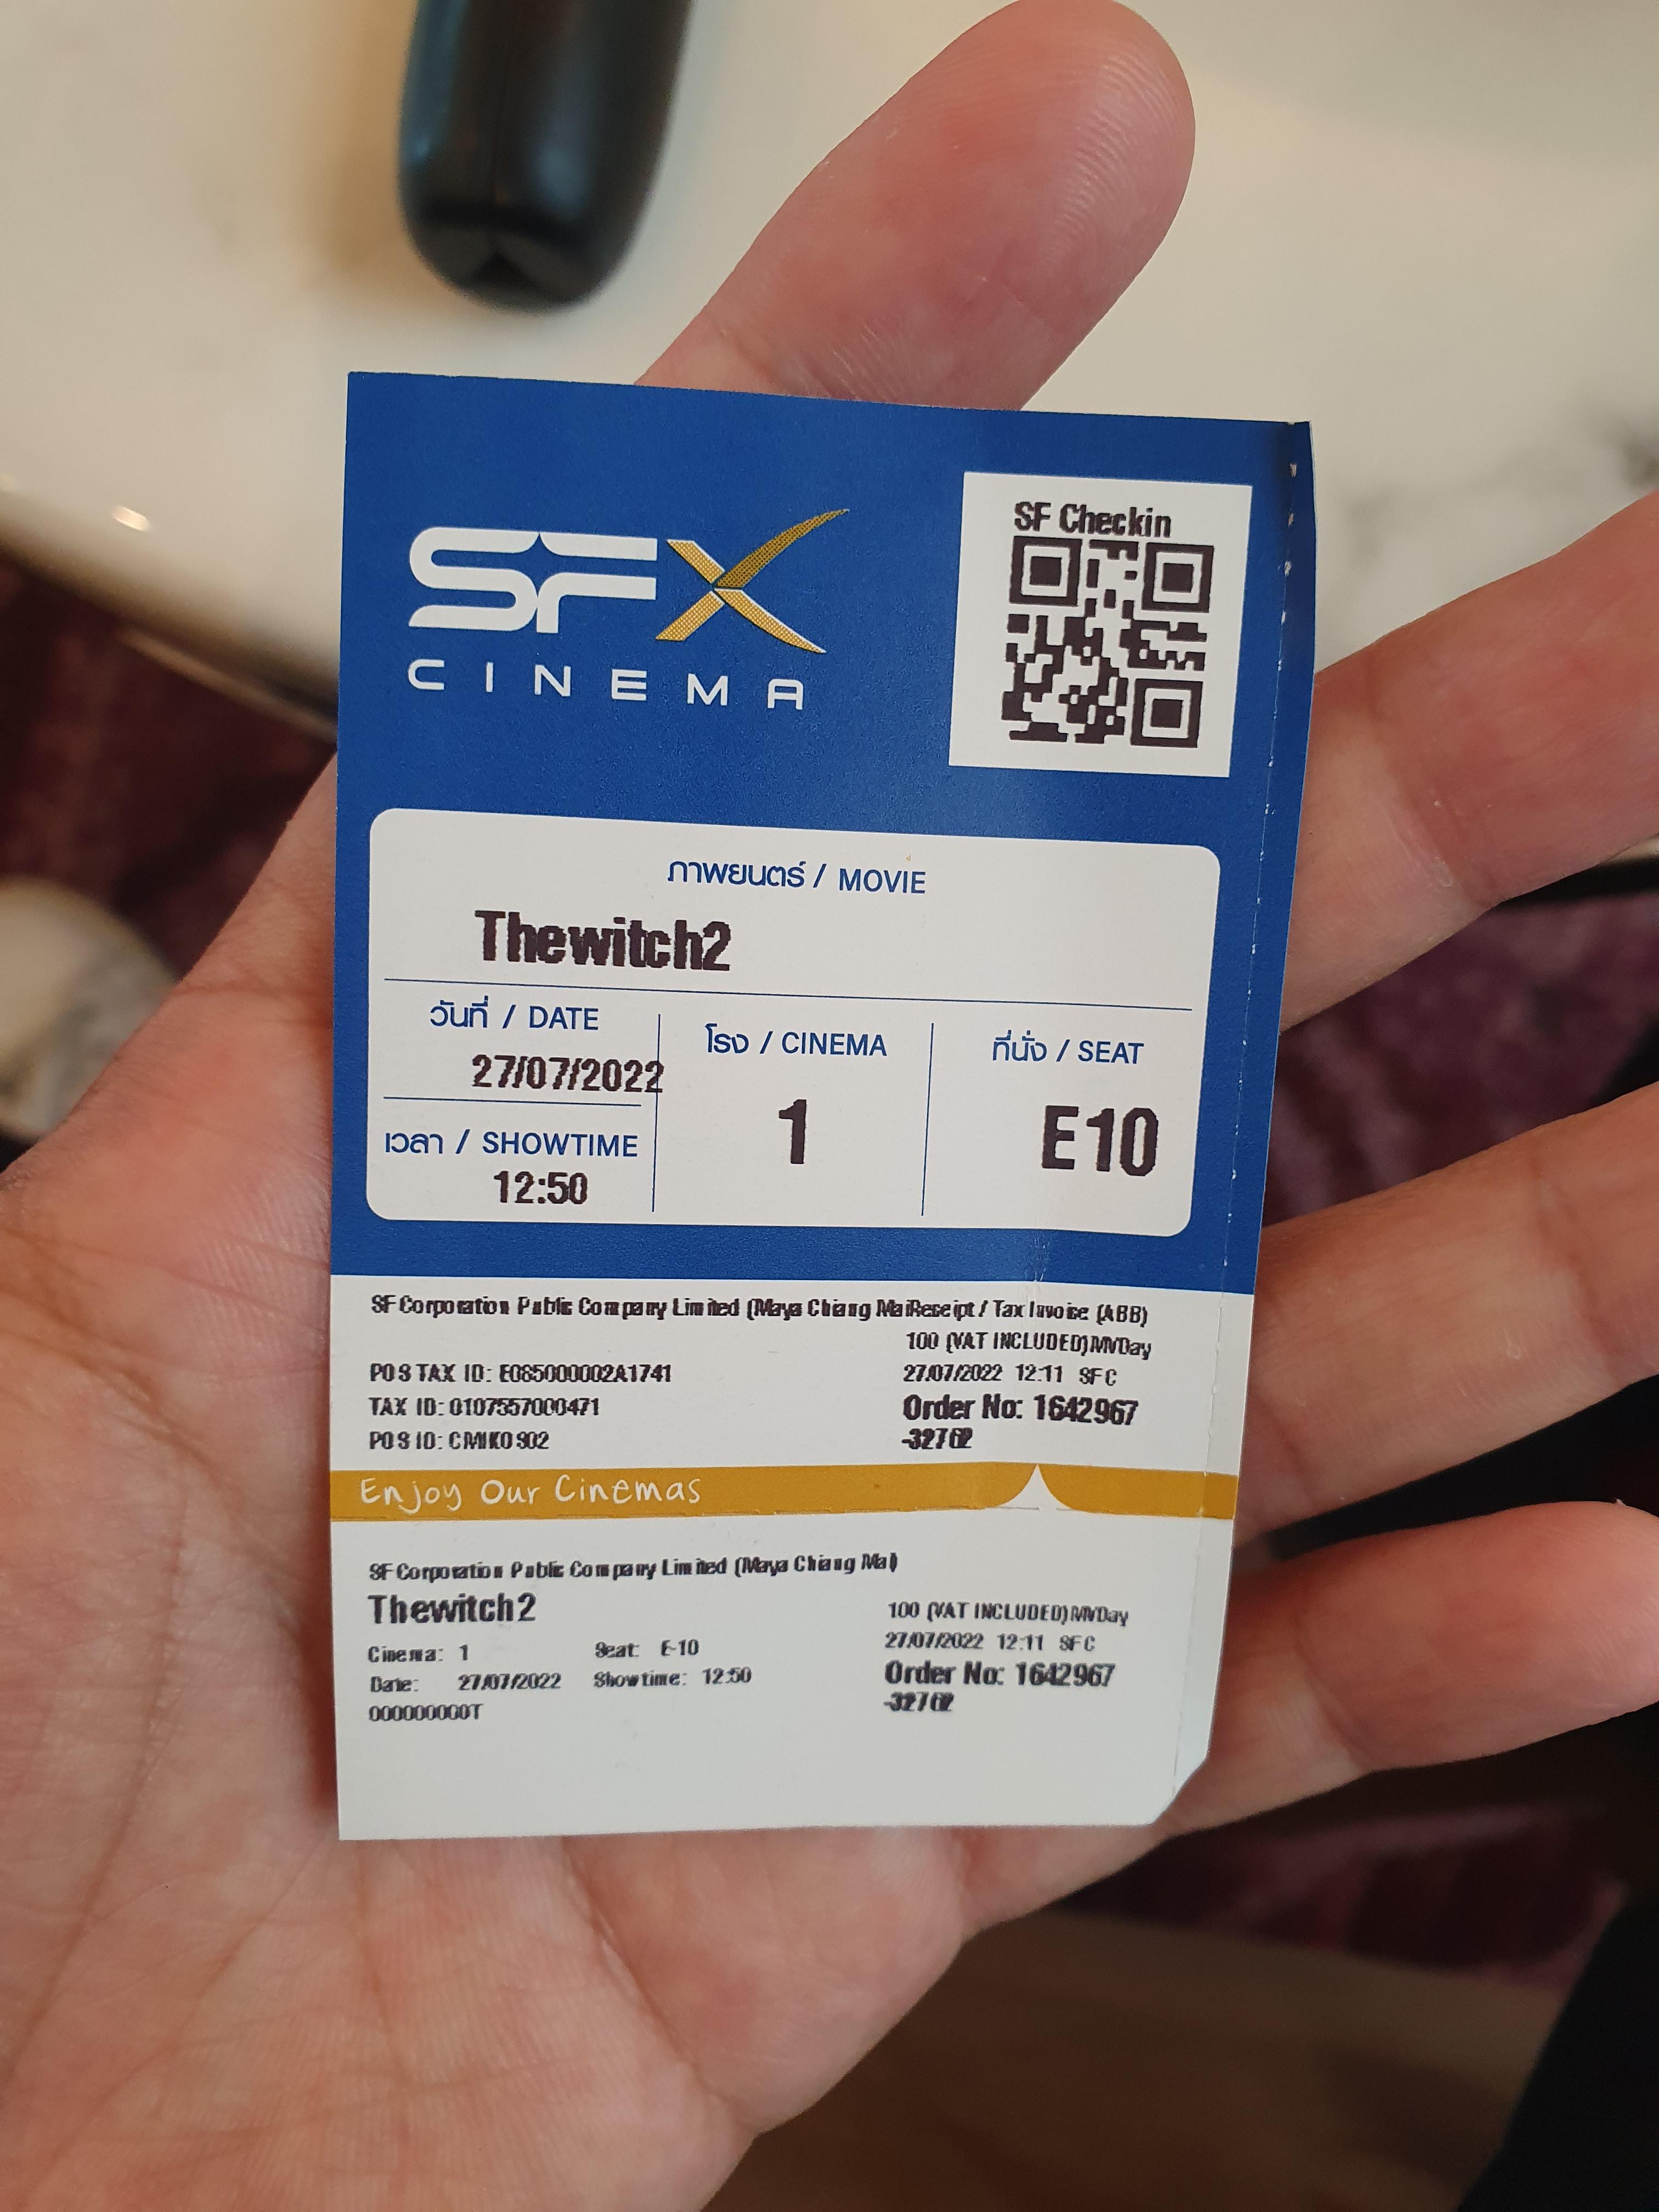 SFX
CINEMA
SF Checkin
ภาพยนตร์ / MOVIE
Thewitch2
วันที่ / DATE
27/07/2022
เวลา / SHOWTIME
12:50
โรง / CINEMA
1
ที่นั่ง / SEAT
E10
SF Corporation Public Company Limited (Maya Chiang MaiReceipt / Tax Invoice (ABB)
100 (VAT INCLUDED)MVDay
POS TAX ID: E085000002A1741
27/07/2022 12:11 SFC
TAX ID: 0107557000471
Order No: 1642967
POS ID: CMIK0902
-32762
Enjoy Our Cinemas
SF Corporation Public Company Limited (Maya Chiang Mai)
Thewitch2
100 (VAT INCLUDED)MVDay
Cinema: 1 Seat: E-10
27/07/2022 12:11 SFC
Date: 27/07/2022 Showtime: 12:50
Order No: 1642967
000000000T
-32762